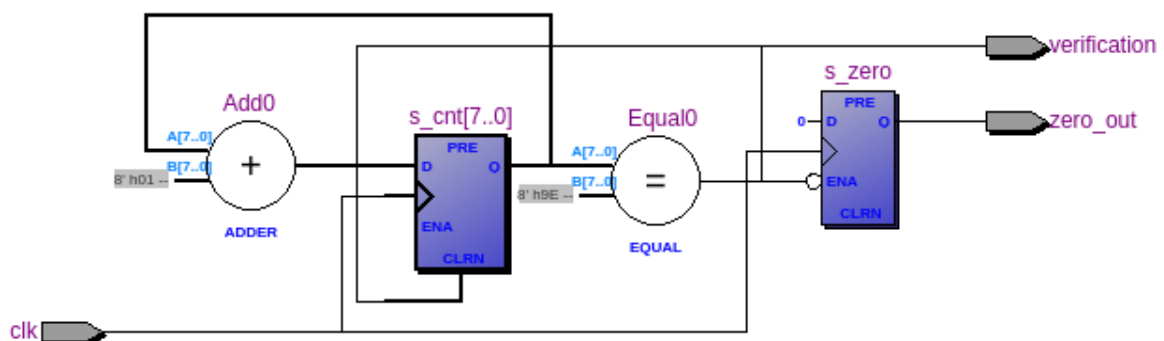 verification
s_zero
Add0
s_cnt[7..0]
Equal0
PRE
0
D
Q
zero_out
A[7..0]
B[7..0]
8' h01 --
+
ADDER
PRE
D
Q
ENA
CLRN
A[7..0]
B[7..0]
8' h9E --
=
EQUAL
ENA
CLRN
clk